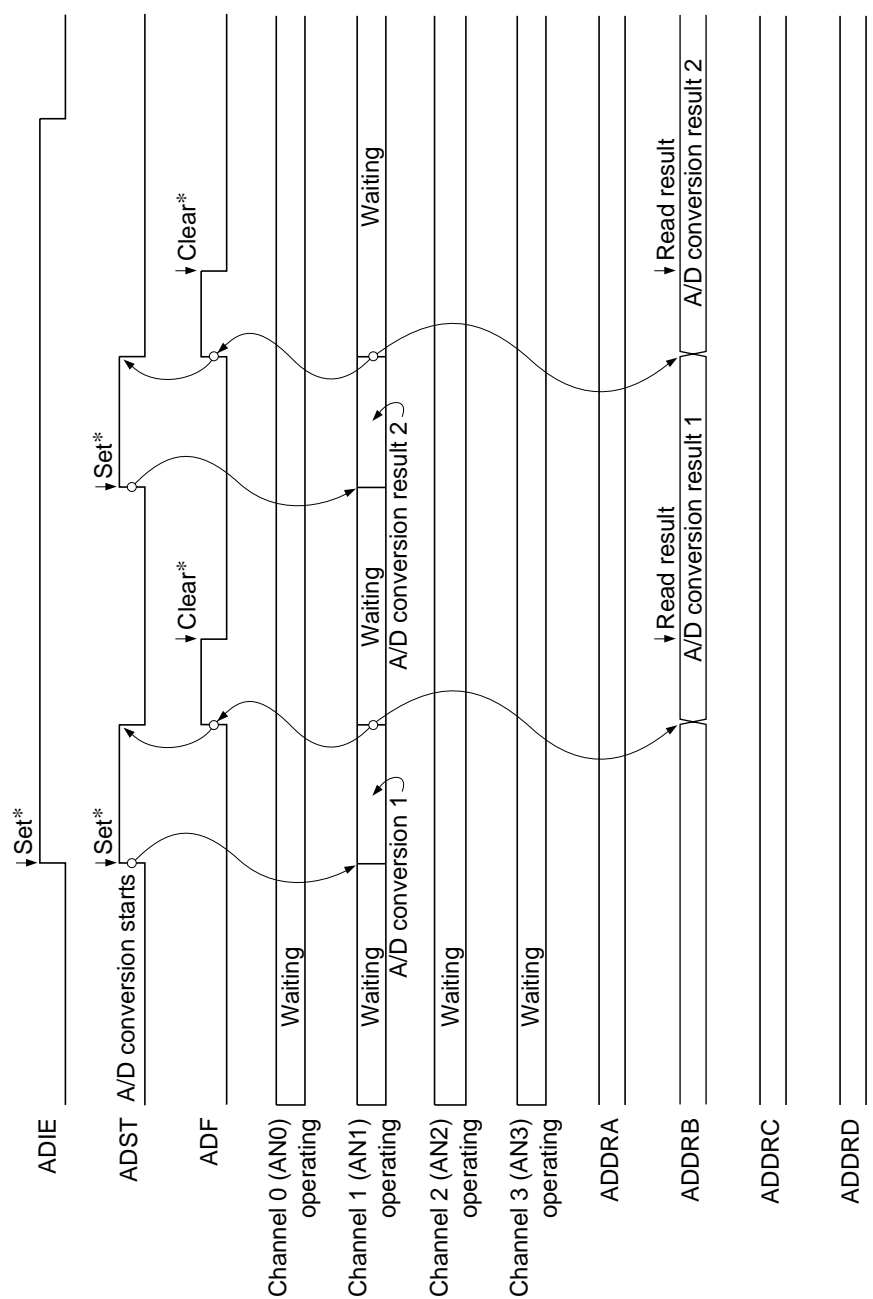 ADIE
Set*
ADST
A/D conversion starts
Set*
Set*
ADF
Clear*
Clear*
Channel 0 (AN0)
operating
Waiting
Channel 1 (AN1)
operating
Waiting
A/D conversion 1
Waiting
A/D conversion result 2
Waiting
Channel 2 (AN2)
operating
Waiting
Channel 3 (AN3)
operating
Waiting
ADDRA
ADDRB
Read result
A/D conversion result 1
Read result
A/D conversion result 2
ADDRC
ADDRD